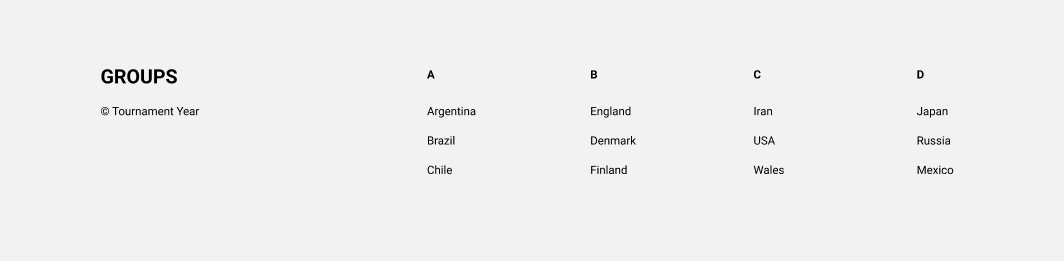 GROUPS
© Tournament Year
A
Argentina
Brazil
Chile
B
England
Denmark
Finland
C
Iran
USA
Wales
D
Japan
Russia
Mexico